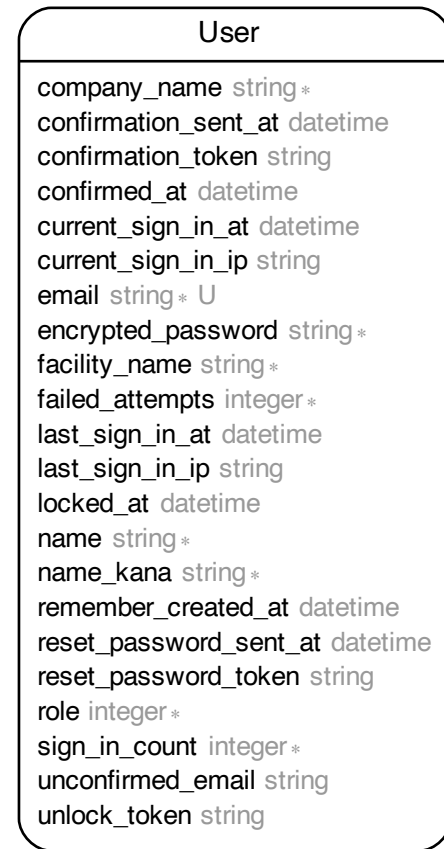 User
company_name string *
confirmation_sent_at datetime
confirmation_token string
confirmed_at datetime
current_sign_in_at datetime
current_sign_in_ip string
email string * U
encrypted_password string *
facility_name string *
failed_attempts integer *
last_sign_in_at datetime
last_sign_in_ip string
locked_at datetime
name string *
name_kana string *
remember_created_at datetime
reset_password_sent_at datetime
reset_password_token string
role integer *
sign_in_count integer *
unconfirmed_email string
unlock_token string